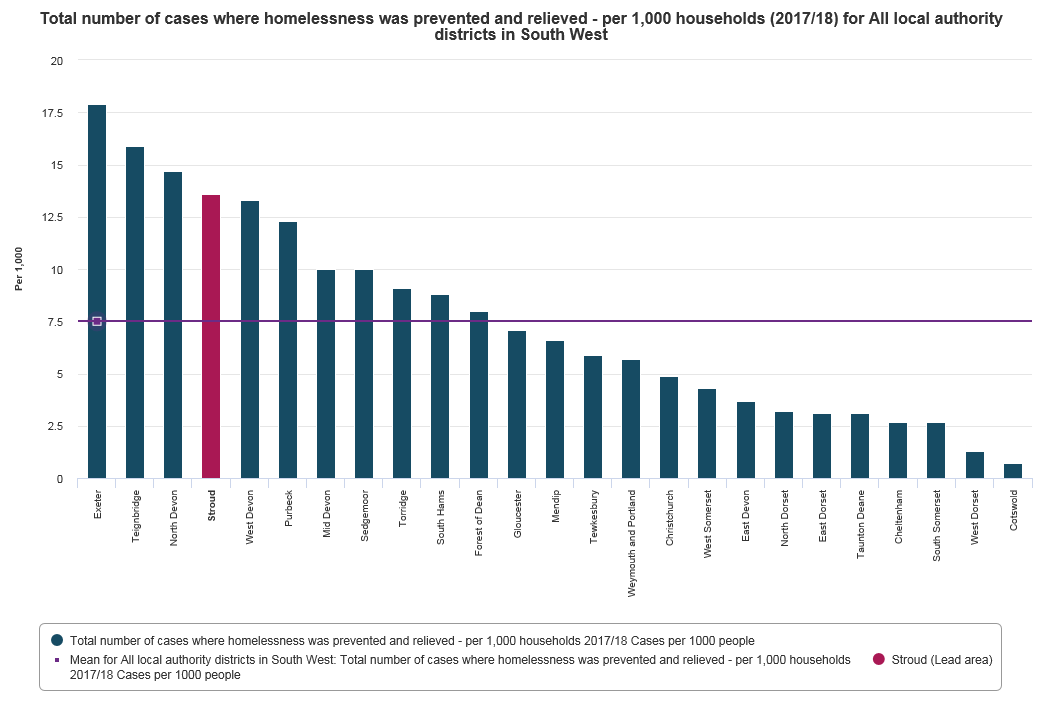 Total number of cases where homelessness was prevented and relieved - per 1,000 households (2017/18) for All local authority
districts in South West
20
17.5
15
12.5
10
7.5
5
2.5
0
Per 1,000
Exeter
Teignbridge
North Devon
Stroud
West Devon
Purbeck
Mid Devon
Sedgemoor
Torridge
South Hams
Forest of Dean
Gloucester
Mendip
Tewkesbury
Weymouth and Portland
Christchurch
West Somerset
East Devon
North Dorset
East Dorset
Taunton Deane
Cheltenham
South Somerset
West Dorset
Cotswold
Total number of cases where homelessness was prevented and relieved - per 1,000 households 2017/18 Cases per 1000 people
Mean for All local authority districts in South West: Total number of cases where homelessness was prevented and relieved - per 1,000 households
2017/18 Cases per 1000 people
Stroud (Lead area)